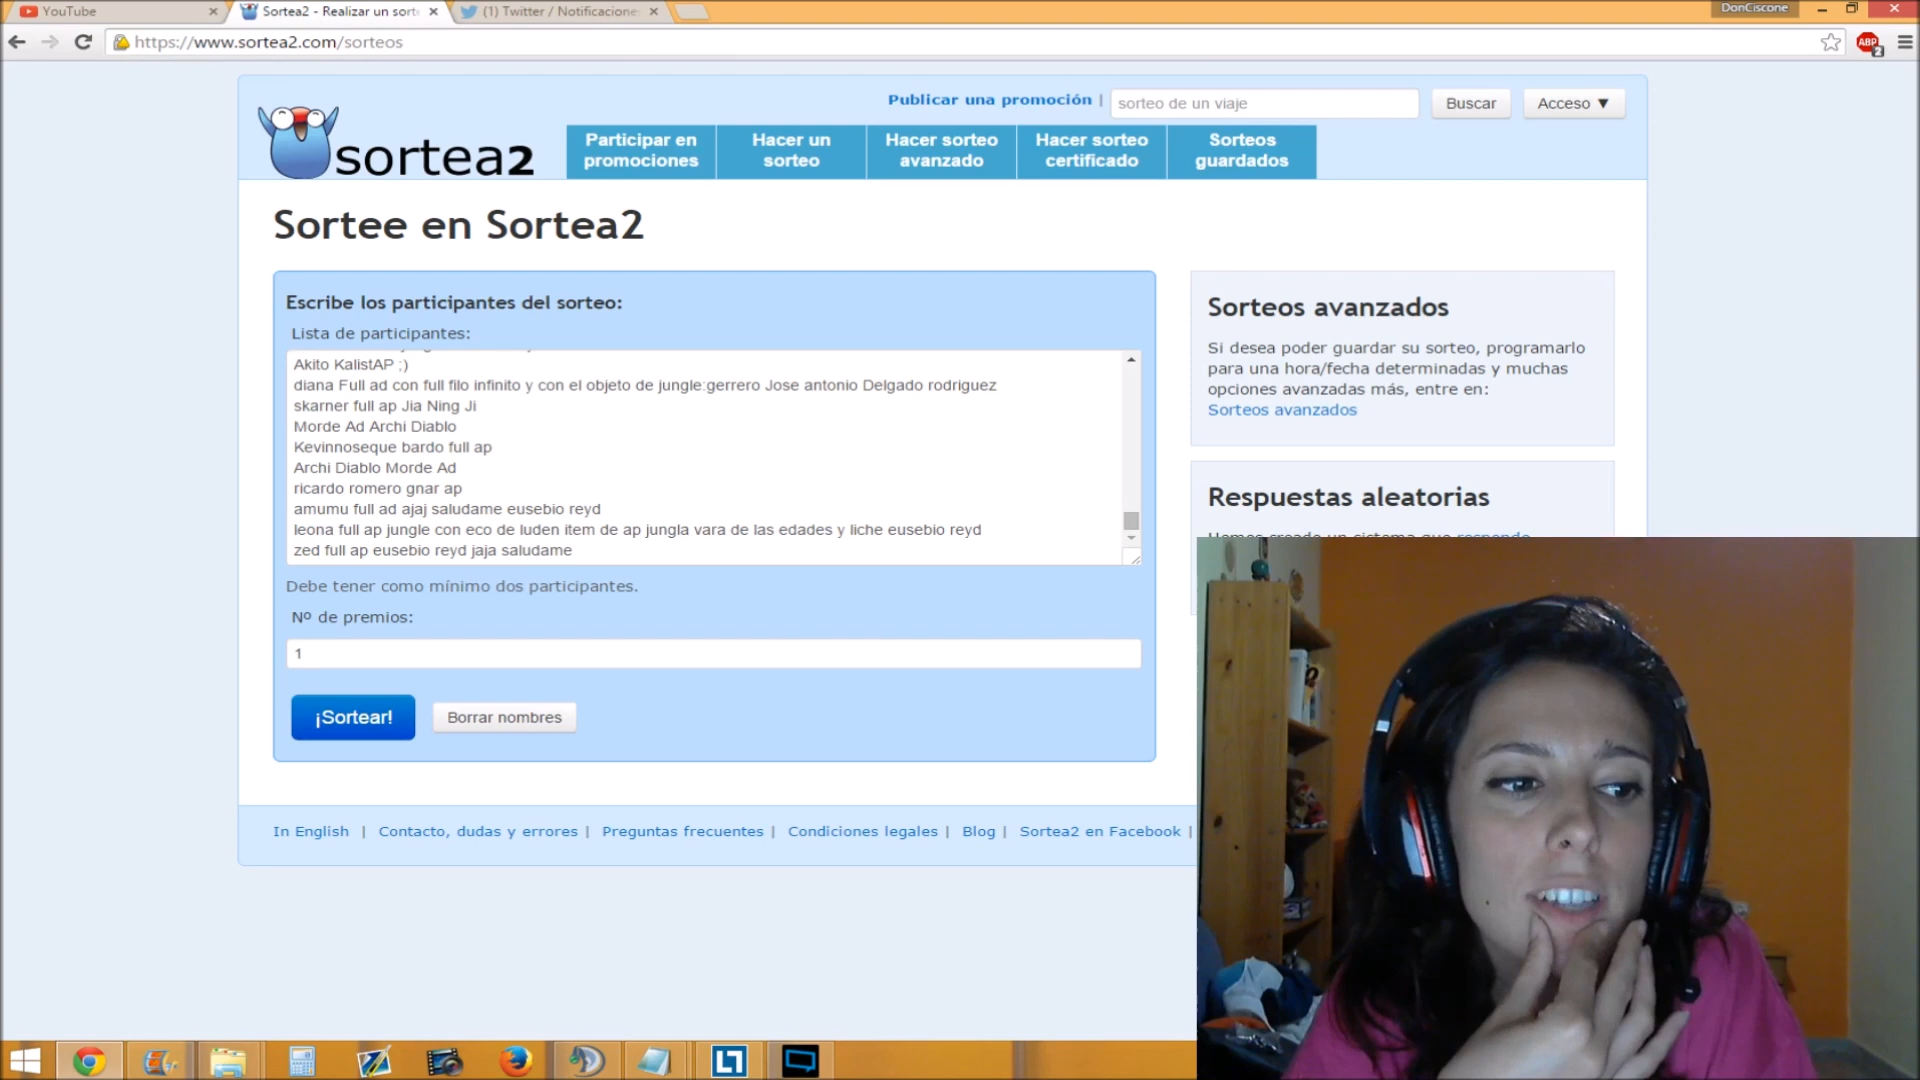 YouTube
Sortea2 - Realizar un sorte
(1) Twitter / Notificacione
DonCiscone
https://www.sortea2.com/sorteos
ABP
2
Publicar una promoción |
sorteo de un viaje
Buscar
Acceso ▼
sortea2
Participar en promociones
Hacer un sorteo
Hacer sorteo avanzado
Hacer sorteo certificado
Sorteos guardados
Sortee en Sortea2
Escribe los participantes del sorteo:
Lista de participantes:
Akito KalistAP ;)
diana Full ad con full filo infinito y con el objeto de jungle:gerrero Jose antonio Delgado rodriguez
skarner full ap Jia Ning Ji
Morde Ad Archi Diablo
Kevinnoseque bardo full ap
Archi Diablo Morde Ad
ricardo romero gnar ap
amumu full ad ajaj saludame eusebio reyd
leona full ap jungle con eco de luden item de ap jungla vara de las edades y liche eusebio reyd
zed full ap eusebio reyd jaja saludame
Debe tener como mínimo dos participantes.
Nº de premios:
1
¡Sortear!
Borrar nombres
Sorteos avanzados
Si desea poder guardar su sorteo, programarlo
para una hora/fecha determinadas y muchas
opciones avanzadas más, entre en:
Sorteos avanzados
Respuestas aleatorias
In English | Contacto, dudas y errores | Preguntas frecuentes | Condiciones legales | Blog | Sortea2 en Facebook |